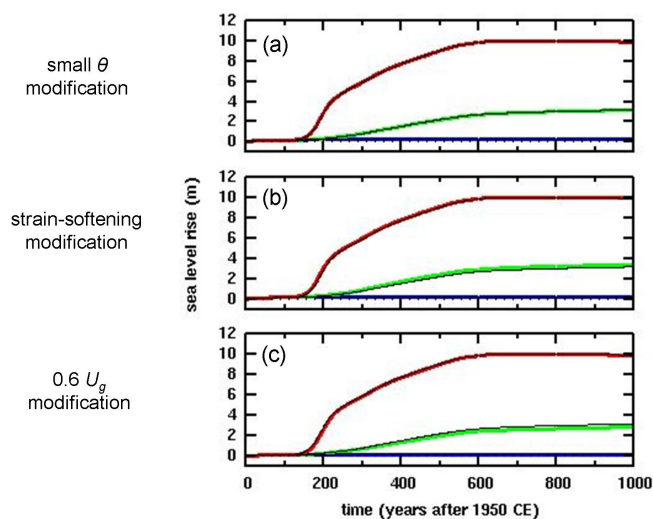 small θ
modification
strain-softening
modification
0.6 Ug
modification
sea level rise (m)
12
10
8
6
4
2
0
(a)
12
10
8
6
4
2
0
(b)
12
10
8
6
4
2
0
(c)
0 200 400 600 800 1000
time (years after 1950 CE)